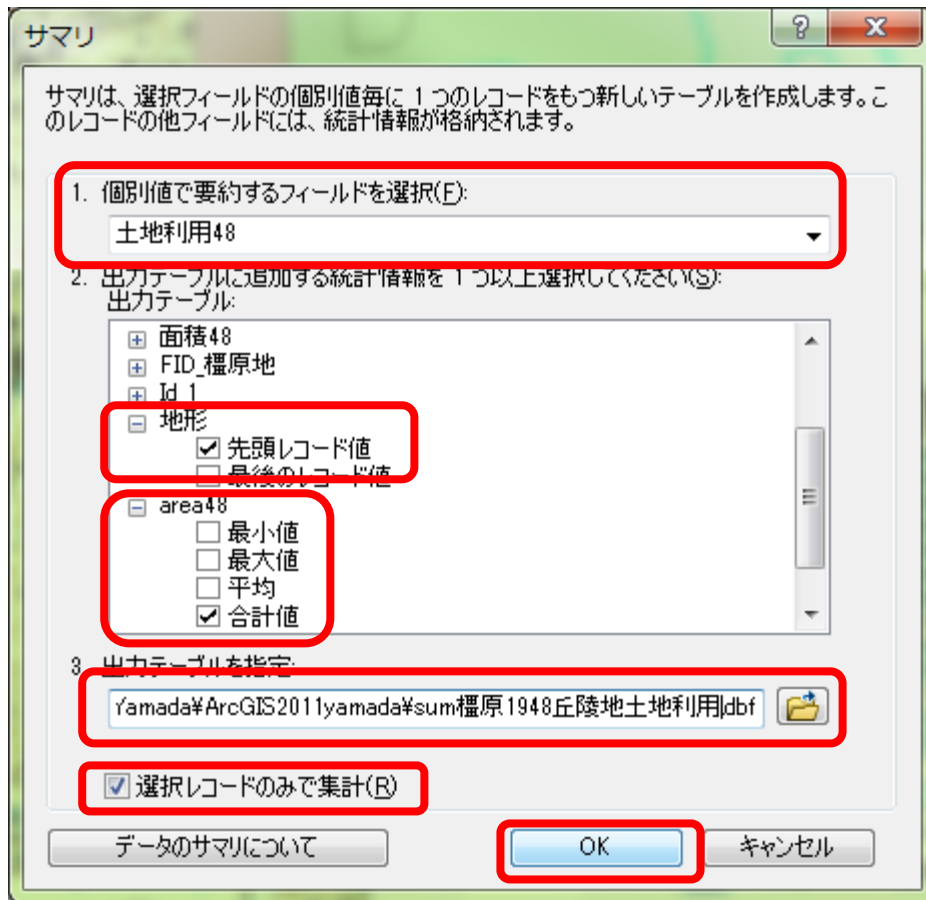 サマリ
サマリは、選択フィールドの個別値毎に 1 つのレコードをもつ新しいテーブルを作成します。こ
のレコードの他フィールドには、統計情報が格納されます。
1. 個別値で要約するフィールドを選択(F):
土地利用48
2. 出力テーブルに追加する統計情報を 1 つ以上選択してください(S):
出力テーブル:
面積48
FID_橿原地
Id_1
地形
先頭レコード値
最後のレコード値
area48
最小値
最大値
平均
合計値
3. 出力テーブルを指定:
Yamada¥ArcGIS2011yamada¥sum橿原1948丘陵地土地利用dbf
選択レコードのみで集計(R)
データのサマリについて
OK
キャンセル